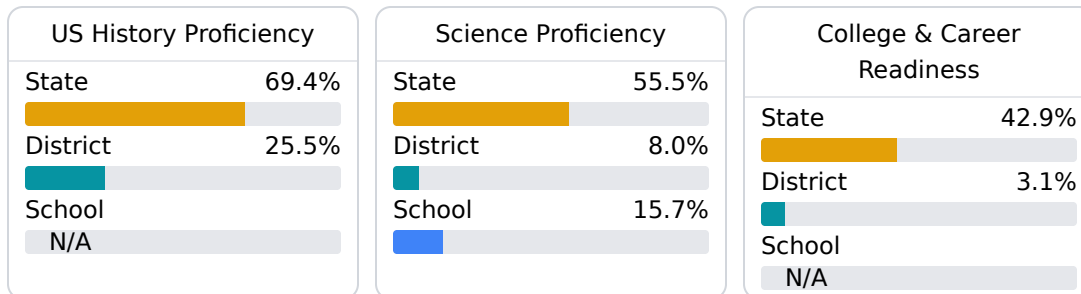 US History Proficiency
State 69.4%
District 25.5%
School
N/A
Science Proficiency
State 55.5%
District 8.0%
School 15.7%
College & Career
Readiness
State 42.9%
District 3.1%
School
N/A